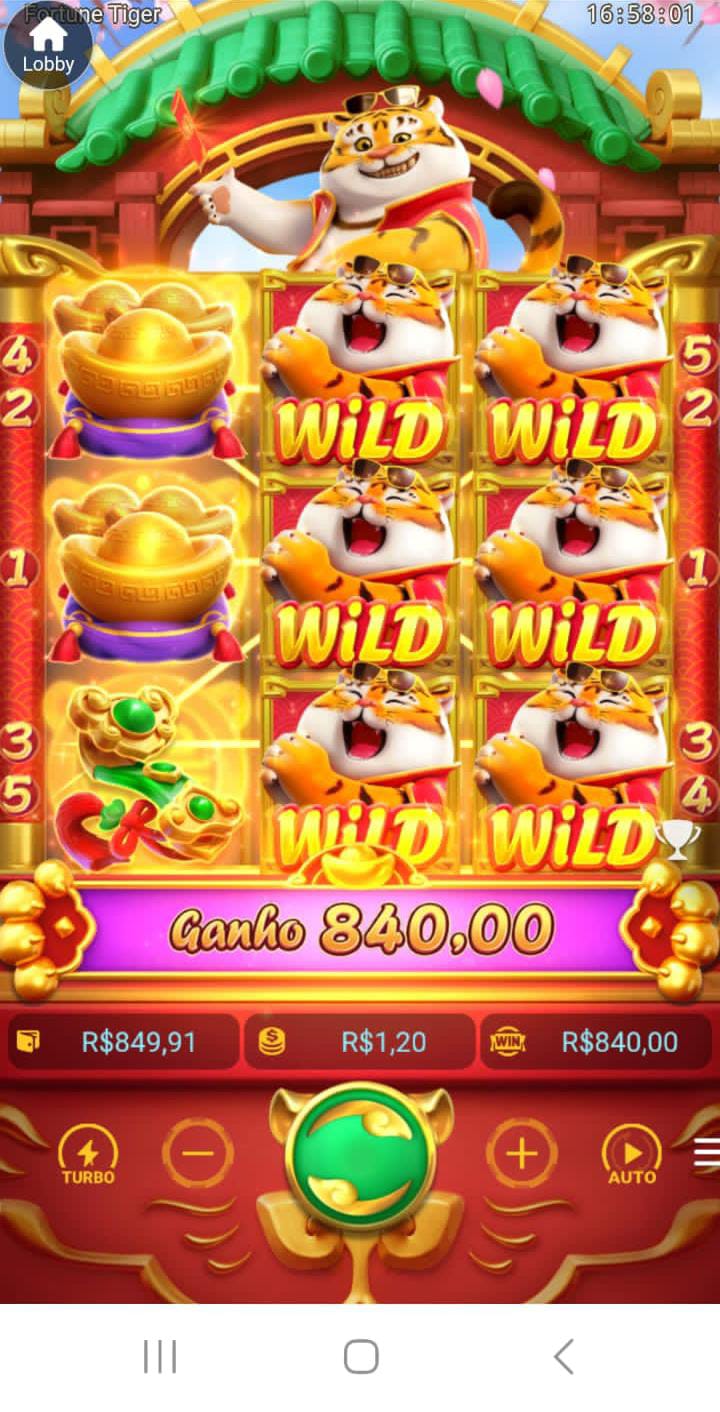 Fortune Tiger
16:58:01
Lobby
4
5
WILD
WILD
2
2
1
1
WILD
WILD
3
3
5
4
WILD
WILD
Ganho 840,00
R$849,91
R$1,20
WIN
R$840,00
TURBO
AUTO